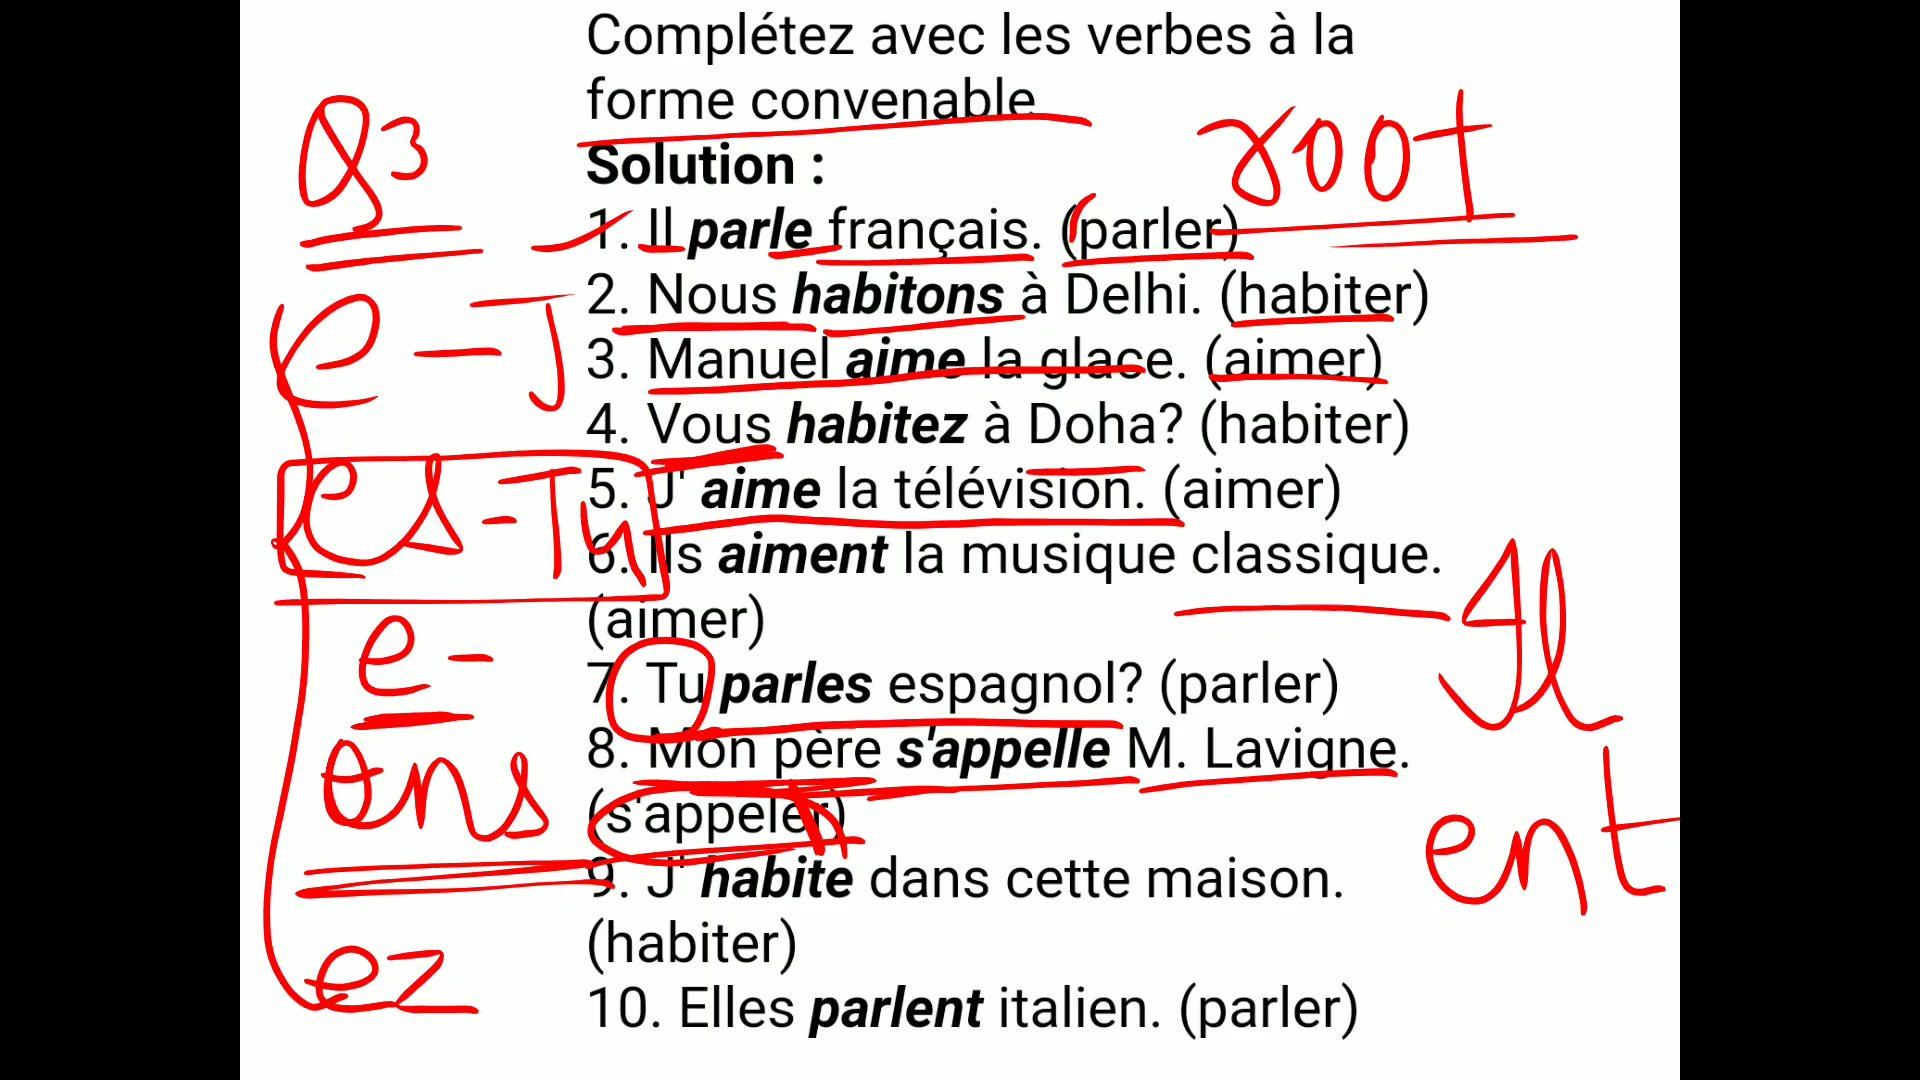 Complétez avec les verbes à la
forme convenable
Solution :
1. Il parle français. (parler)
2. Nous habitons à Delhi. (habiter)
3. Manuel aime la glace. (aimer)
4. Vous habitez à Doha? (habiter)
5. J' aime la télévision. (aimer)
6. Ils aiment la musique classique.
(aimer)
7. Tu parles espagnol? (parler)
8. Mon père s'appelle M. Lavigne.
(s'appeler)
9. J' habite dans cette maison.
(habiter)
10. Elles parlent italien. (parler)
Q3
root
e - J
es - Tu
e -
ons
ez
Il
ent